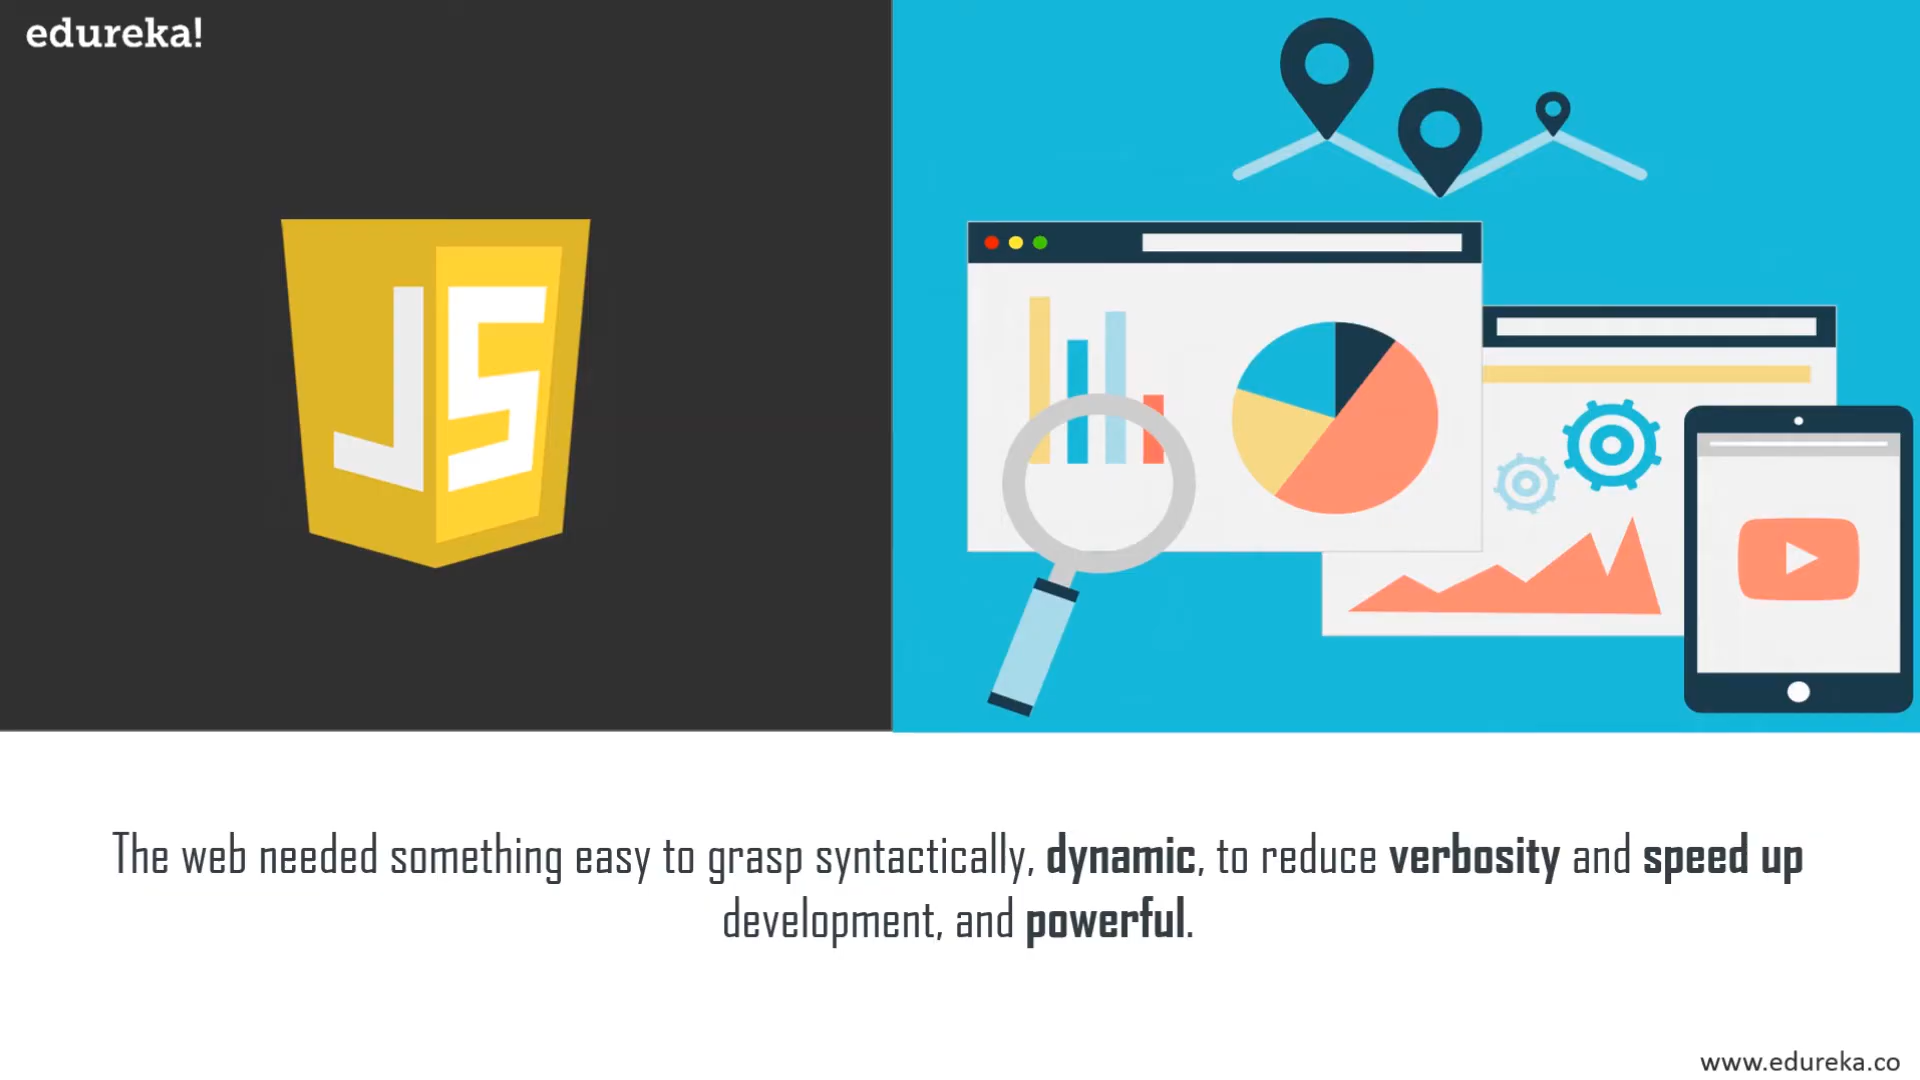 edureka!
JS
The web needed something easy to grasp syntactically, dynamic, to reduce verbosity and speed up
development, and powerful.
www.edureka.co